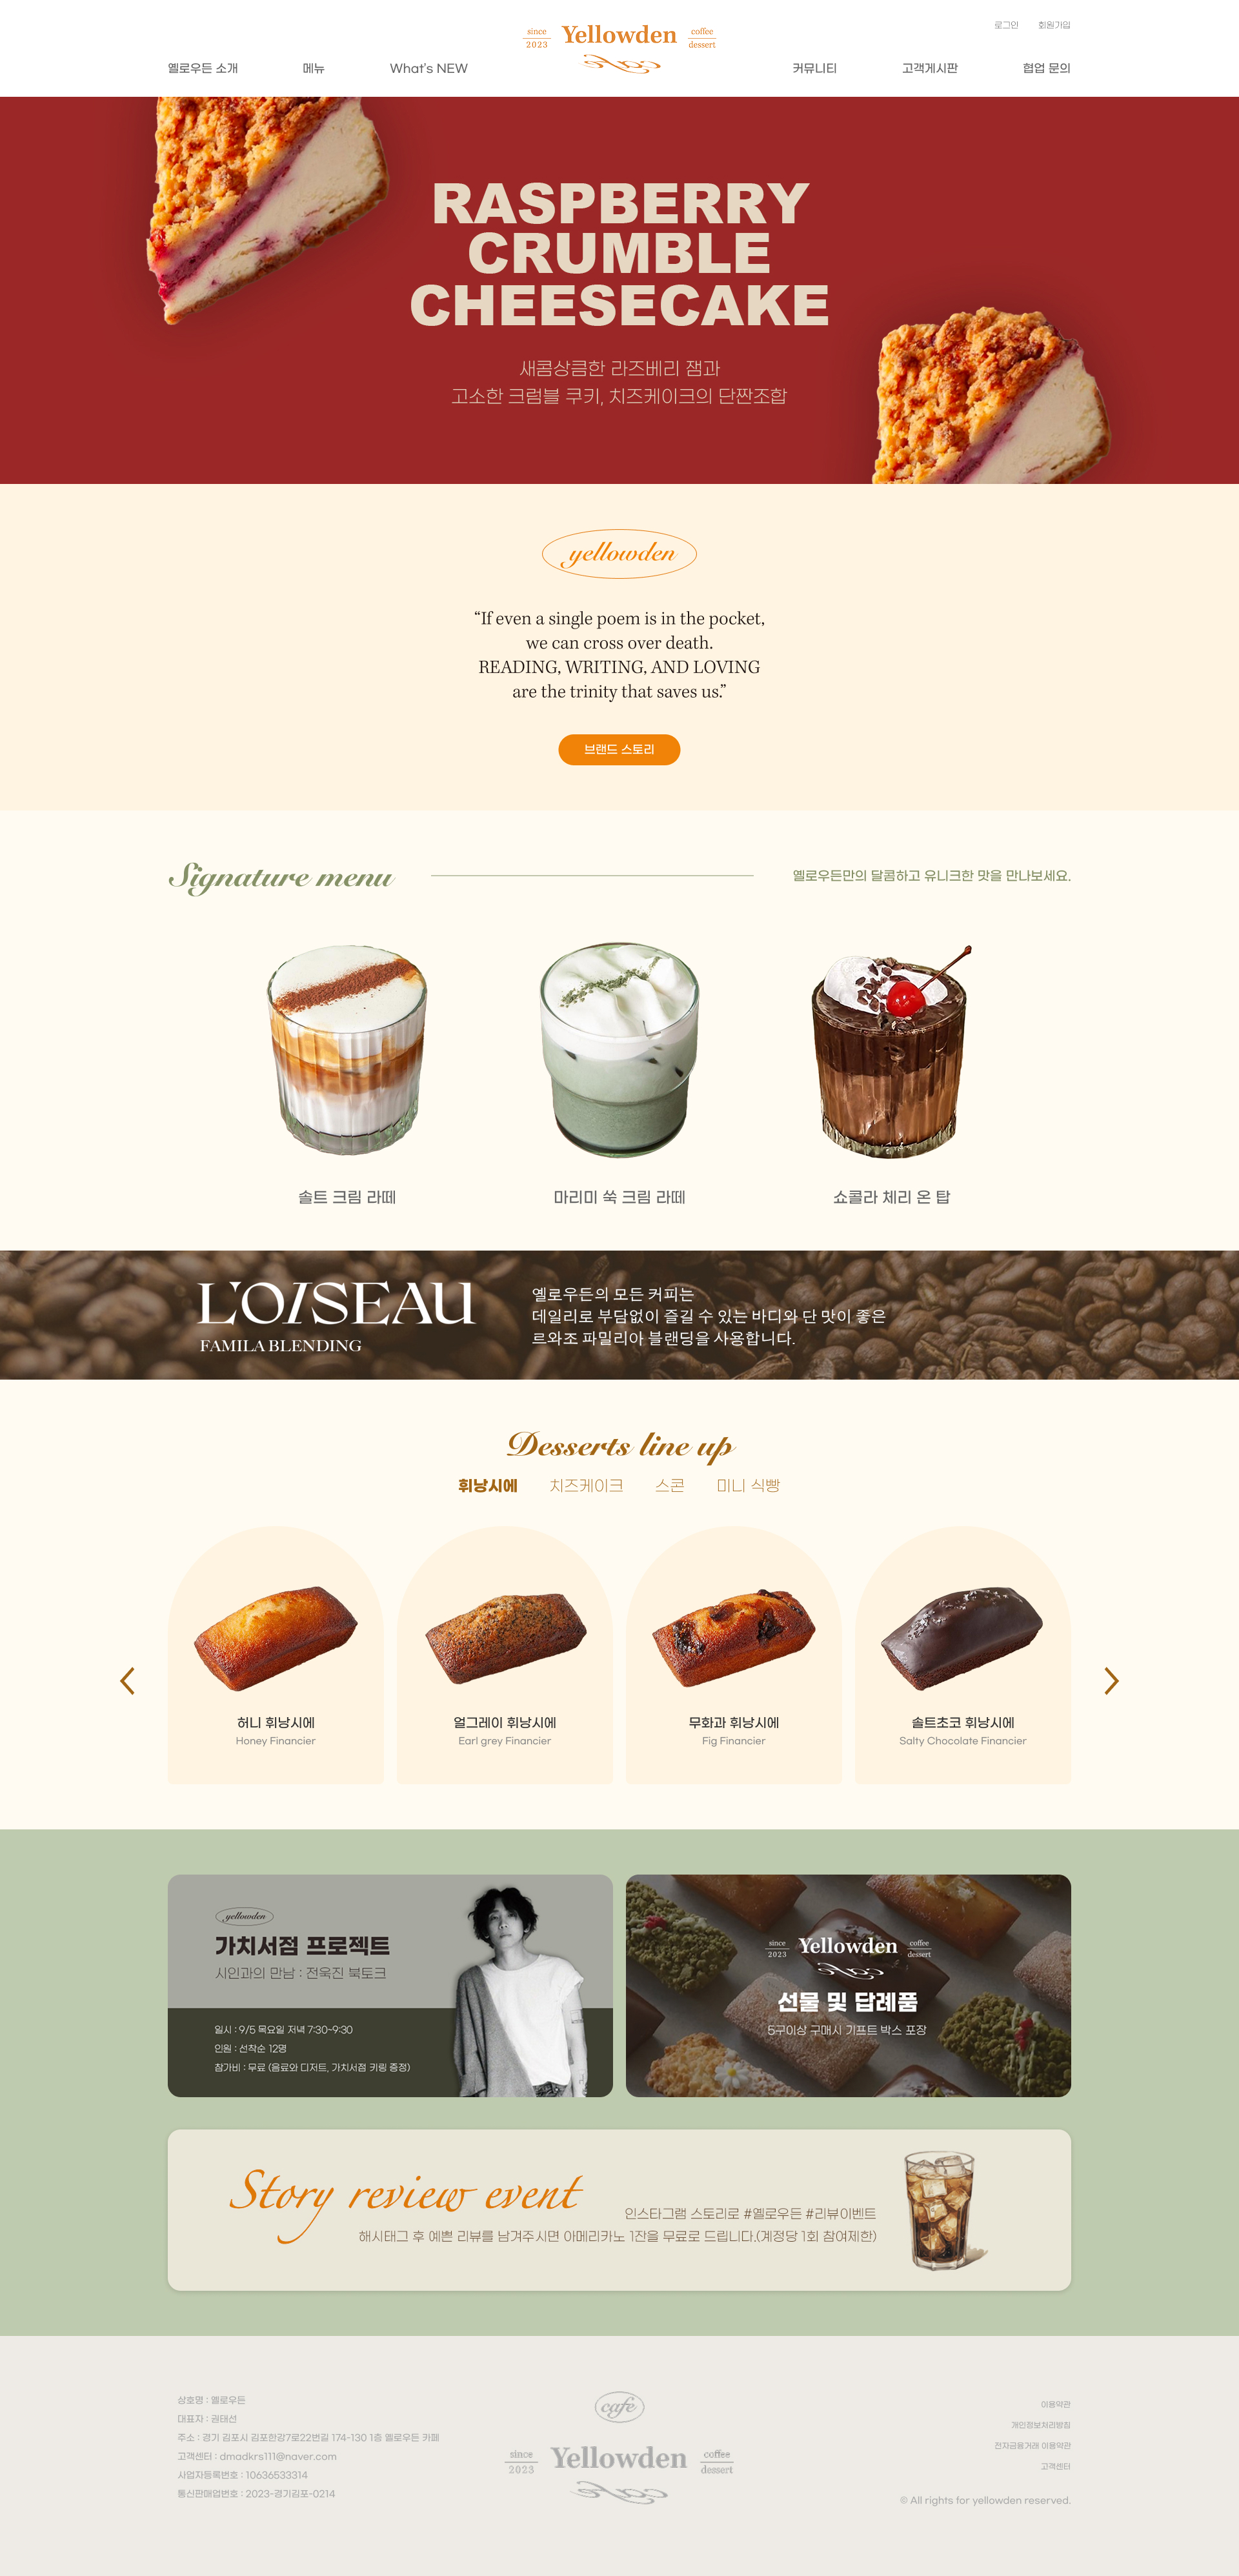 로그인 회원가입
since 2023 Yellowden coffee dessert
옐로우든 소개 메뉴 What's NEW 커뮤니티 고객게시판 협업 문의
RASPBERRY
CRUMBLE
CHEESECAKE
새콤상큼한 라즈베리 잼과
고소한 크럼블 쿠키, 치즈케이크의 단짠조합
yellowden
“If even a single poem is in the pocket,
we can cross over death.
READING, WRITING, AND LOVING
are the trinity that saves us.”
브랜드 스토리
Signature menu
옐로우든만의 달콤하고 유니크한 맛을 만나보세요.
솔트 크림 라떼
마리미 쑥 크림 라떼
쇼콜라 체리 온 탑
L'OISEAU
FAMILA BLENDING
옐로우든의 모든 커피는
데일리로 부담없이 즐길 수 있는 바디와 단 맛이 좋은
르와조 파밀리아 블랜딩을 사용합니다.
Desserts line up
휘낭시에 치즈케이크 스콘 미니 식빵
허니 휘낭시에
Honey Financier
얼그레이 휘낭시에
Earl grey Financier
무화과 휘낭시에
Fig Financier
솔트초코 휘낭시에
Salty Chocolate Financier
yellowden
가치서점 프로젝트
시인과의 만남 : 전욱진 북토크
일시 : 9/5 목요일 저녁 7:30~9:30
인원 : 선착순 12명
참가비 : 무료 (음료와 디저트, 가치서점 키링 증정)
since 2023 Yellowden coffee dessert
선물 및 답례품
5구이상 구매시 기프트 박스 포장
Story review event
인스타그램 스토리로 #옐로우든 #리뷰이벤트
해시태그 후 예쁜 리뷰를 남겨주시면 아메리카노 1잔을 무료로 드립니다.(계정당 1회 참여제한)
상호명 : 옐로우든
대표자 : 김태선
주소 : 경기 김포시 김포한강7로22번길 174-130 1층 옐로우든 카페
고객센터 : dmadkrs111@naver.com
사업자등록번호 : 10636533314
통신판매업번호 : 2023-경기김포-0214
cafe
since 2023 Yellowden coffee dessert
이용약관
개인정보처리방침
전자금융거래 이용약관
고객센터
© All rights for yellowden reserved.